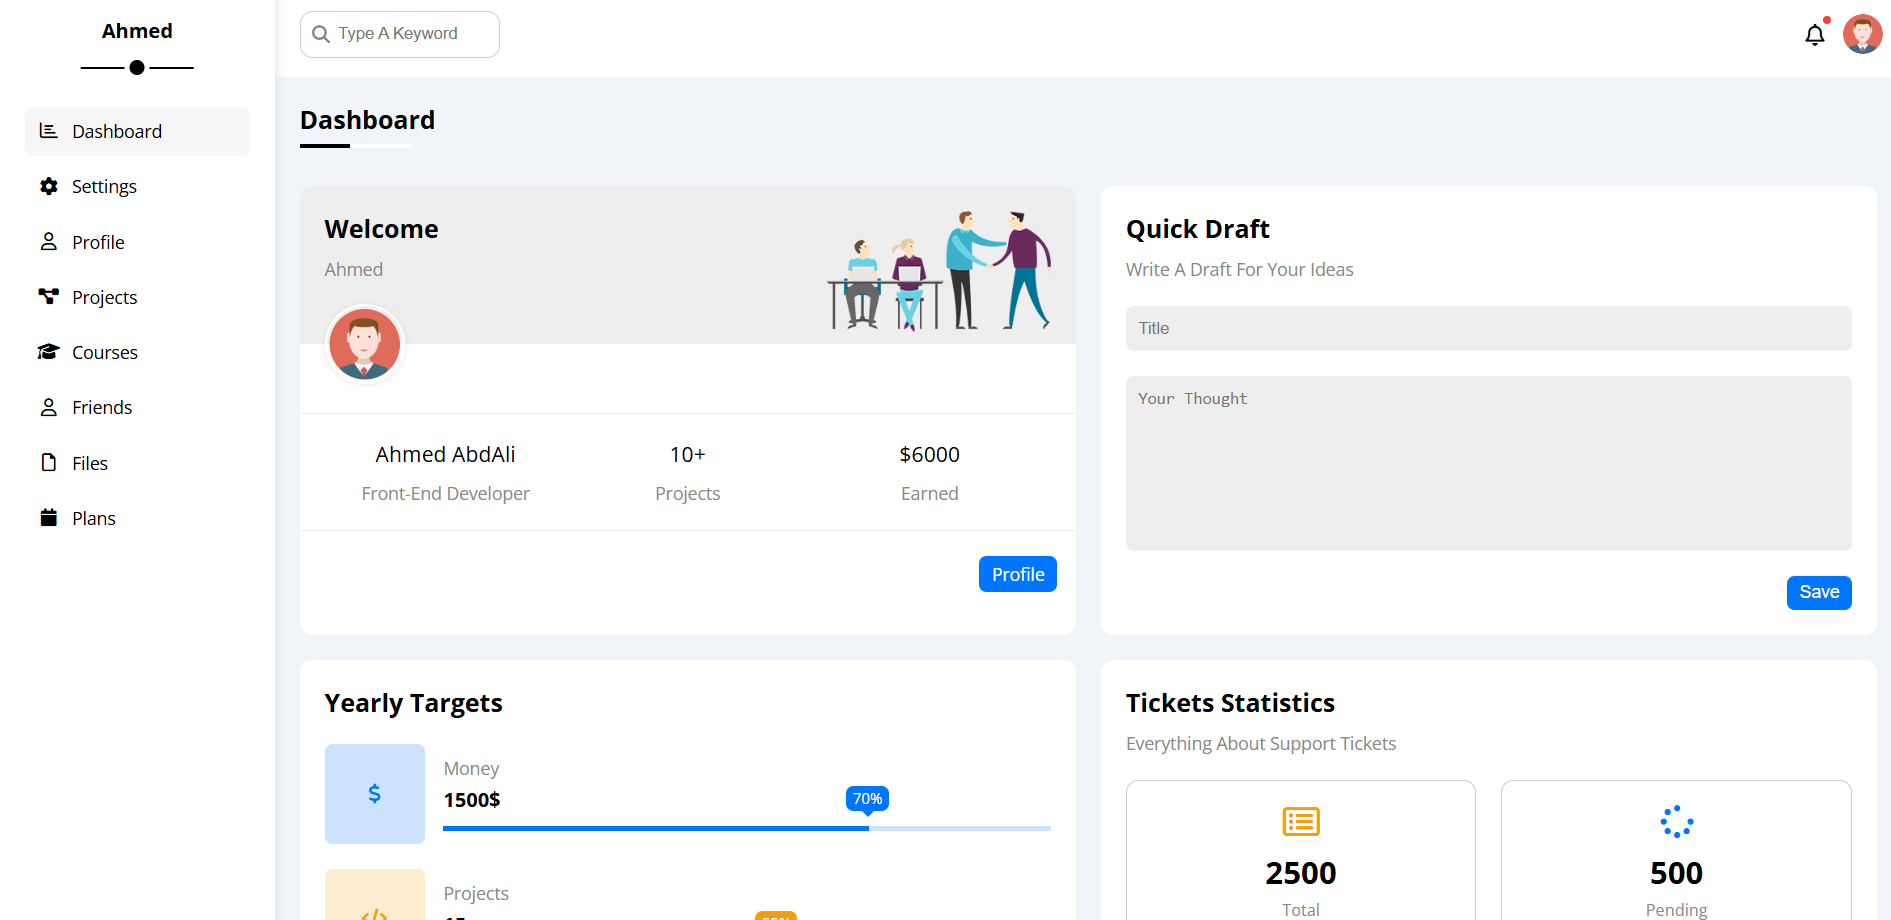 Ahmed
Type A Keyword
Dashboard
Settings
Profile
Projects
Courses
Friends
Files
Plans
Dashboard
Welcome
Ahmed
Ahmed AbdAli
10+
$6000
Front-End Developer
Projects
Earned
Profile
Quick Draft
Write A Draft For Your Ideas
Title
Your Thought
Save
Yearly Targets
$
Money
1500$
70%
Projects
Tickets Statistics
Everything About Support Tickets
2500
Total
500
Pending